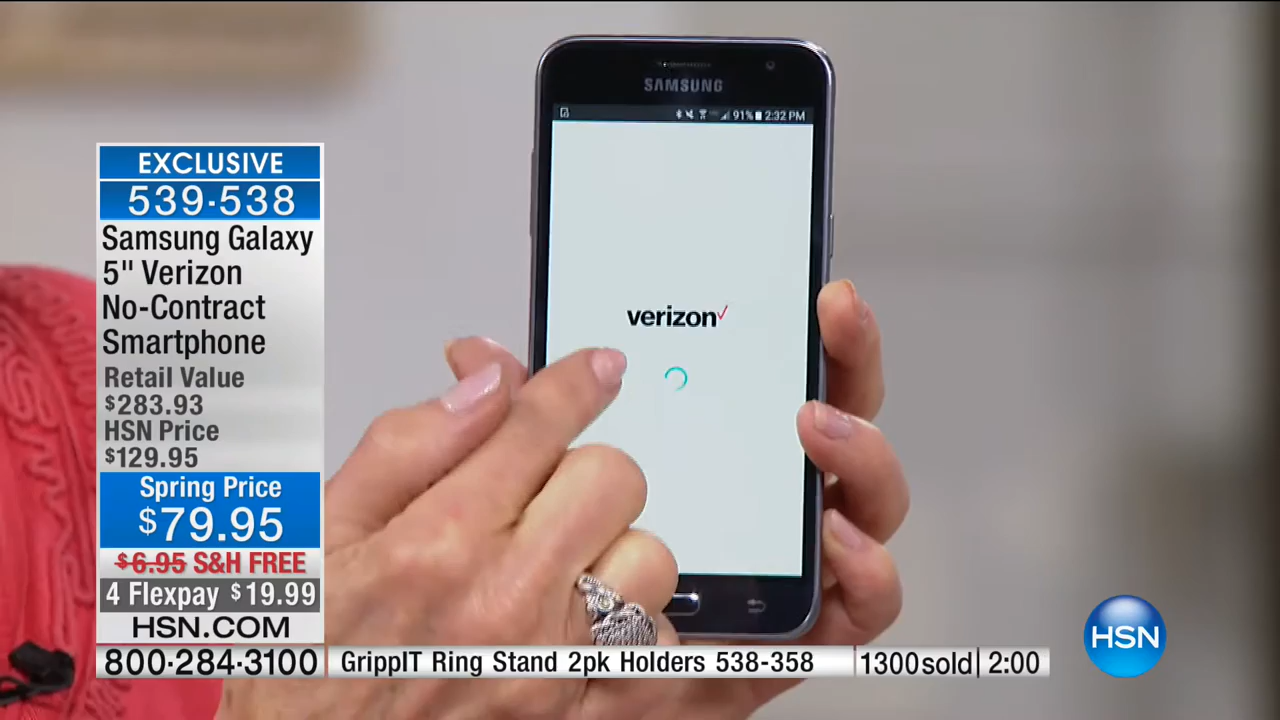 SAMSUNG
91% 2:32 PM
verizon
EXCLUSIVE
539-538
Samsung Galaxy
5" Verizon
No-Contract
Smartphone
Retail Value
$283.93
HSN Price
$129.95
Spring Price
$79.95
$6.95 S&H FREE
4 Flexpay $19.99
HSN.COM
800-284-3100 GrippIT Ring Stand 2pk Holders 538-358 1300sold 2:00
HSN